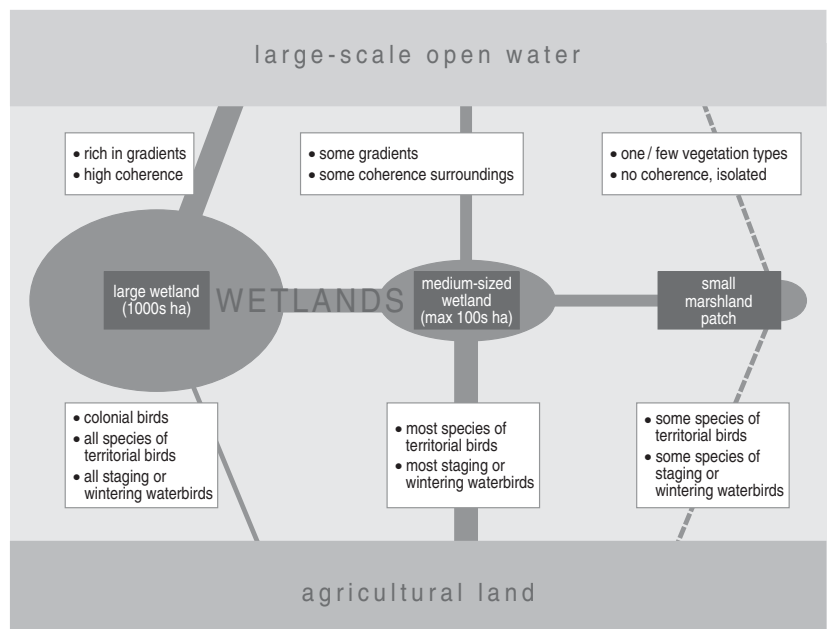 large-scale open water
• rich in gradients
• high coherence
• some gradients
• some coherence surroundings
• one / few vegetation types
• no coherence, isolated
large wetland
(1000s ha)
WETLANDS
medium-sized
wetland
(max 100s ha)
small
marshland
patch
• colonial birds
• all species of
territorial birds
• all staging or
wintering waterbirds
• most species of
territorial birds
• most staging or
wintering waterbirds
• some species of
territorial birds
• some species of
staging or
wintering waterbirds
agricultural land